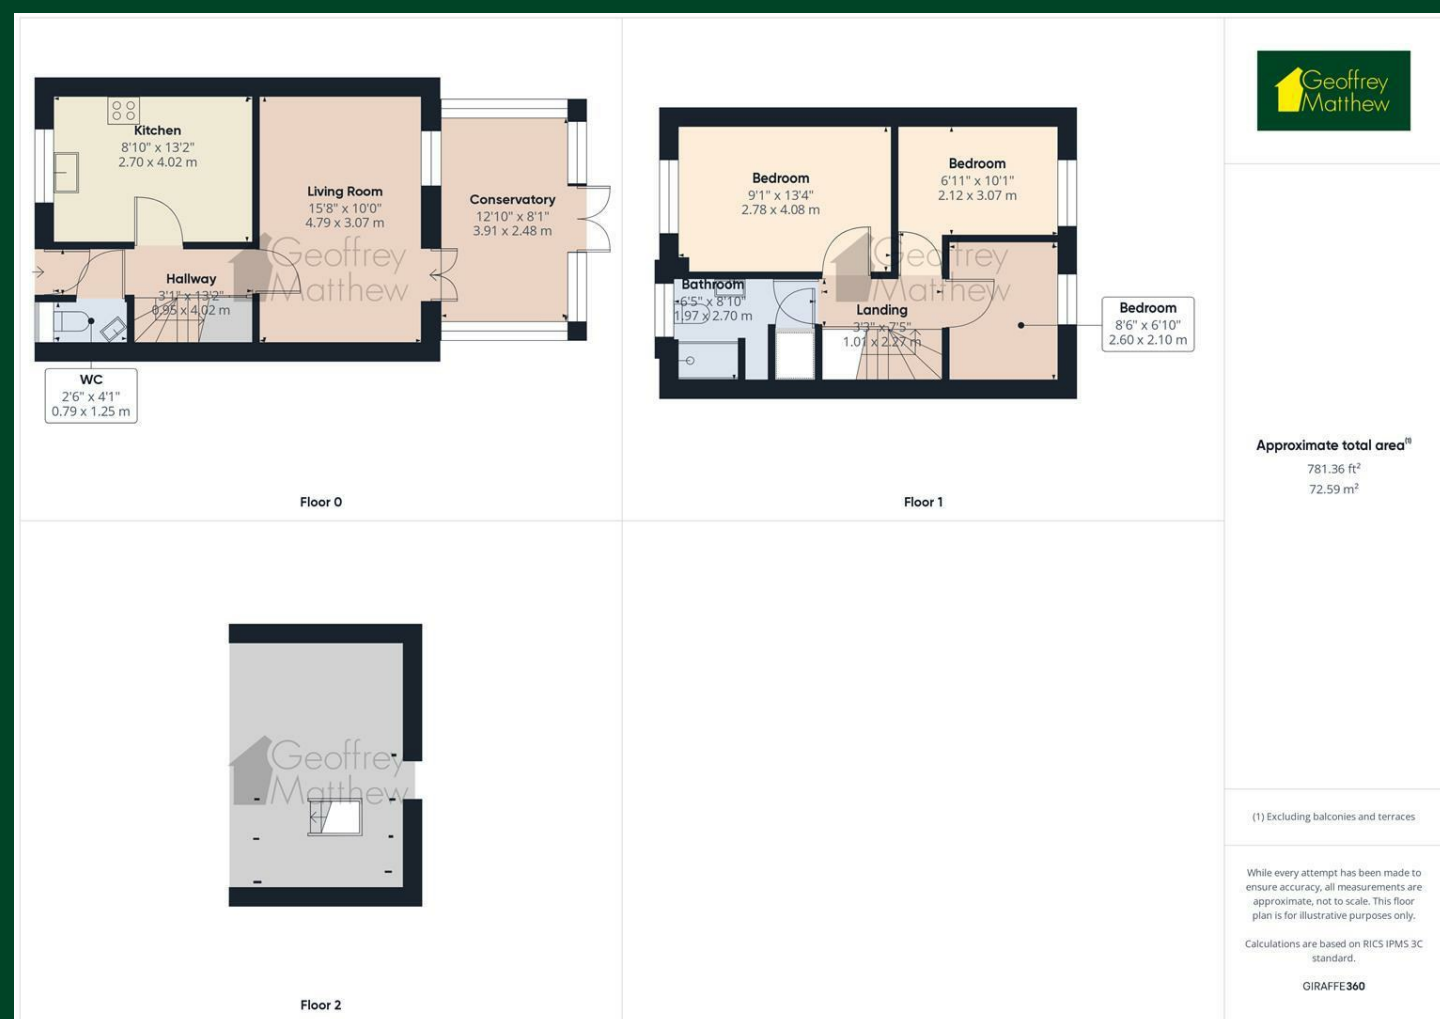 Kitchen
8'10" x 13'2"
2.70 x 4.02 m
Living Room
15'8" x 10'0"
4.79 x 3.07 m
Conservatory
12'10" x 8'1"
3.91 x 2.48 m
Hallway
3'1" x 13'2"
0.95 x 4.02 m
Geoffrey
Matthew
WC
2'6" x 4'1"
0.79 x 1.25 m
Floor 0
Bedroom
9'1" x 13'4"
2.78 x 4.08 m
Bedroom
6'11" x 10'1"
2.12 x 3.07 m
Geoffrey
Matthew
Bathroom
6'5" x 8'10"
1.97 x 2.70 m
Landing
3'3" x 7'5"
1.01 x 2.27 m
Bedroom
8'6" x 6'10"
2.60 x 2.10 m
Floor 1
Geoffrey
Matthew
Floor 2
Geoffrey
Matthew
Approximate total area(1)
781.36 ft²
72.59 m²
(1) Excluding balconies and terraces
While every attempt has been made to
ensure accuracy, all measurements are
approximate, not to scale. This floor
plan is for illustrative purposes only.
Calculations are based on RICS IPMS 3C
standard.
GIRAFFE360